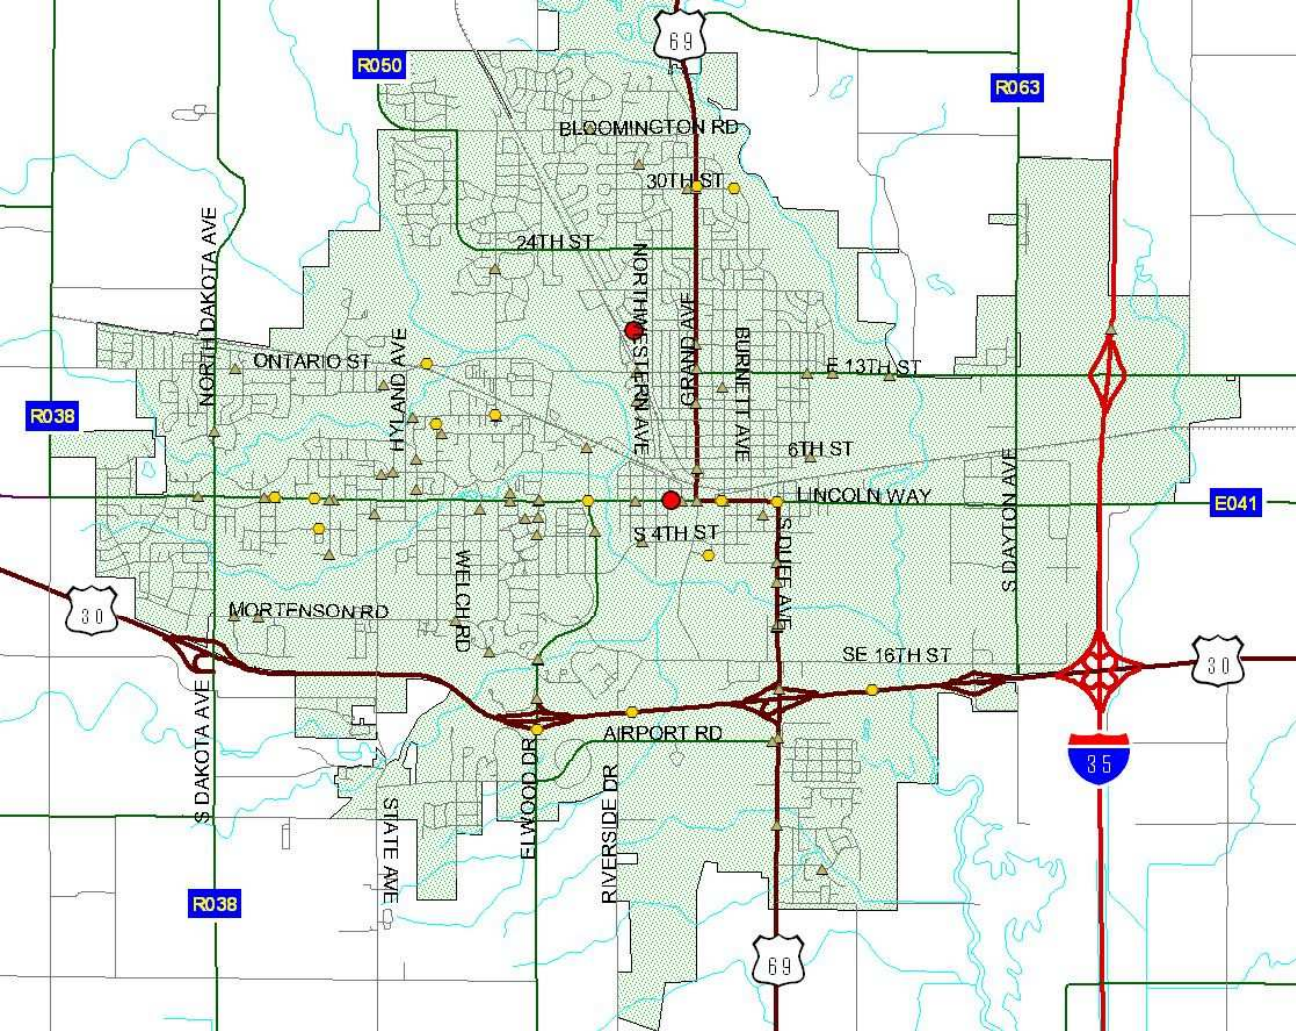 69
R050
R063
BLOOMINGTON RD
30TH ST
24TH ST
NORTH DAKOTA AVE
NORTHWESTERN AVE
GRAND AVE
BURNETT AVE
HYLAND AVE
ONTARIO ST
E 13TH ST
R038
6TH ST
LINCOLN WAY
E041
S 4TH ST
S DAYTON AVE
S DUFF AVE
WELCH RD
30
MORTENSON RD
SE 16TH ST
30
S DAKOTA AVE
AIRPORT RD
35
ELWOOD DR
RIVERSIDE DR
STATE AVE
R038
69